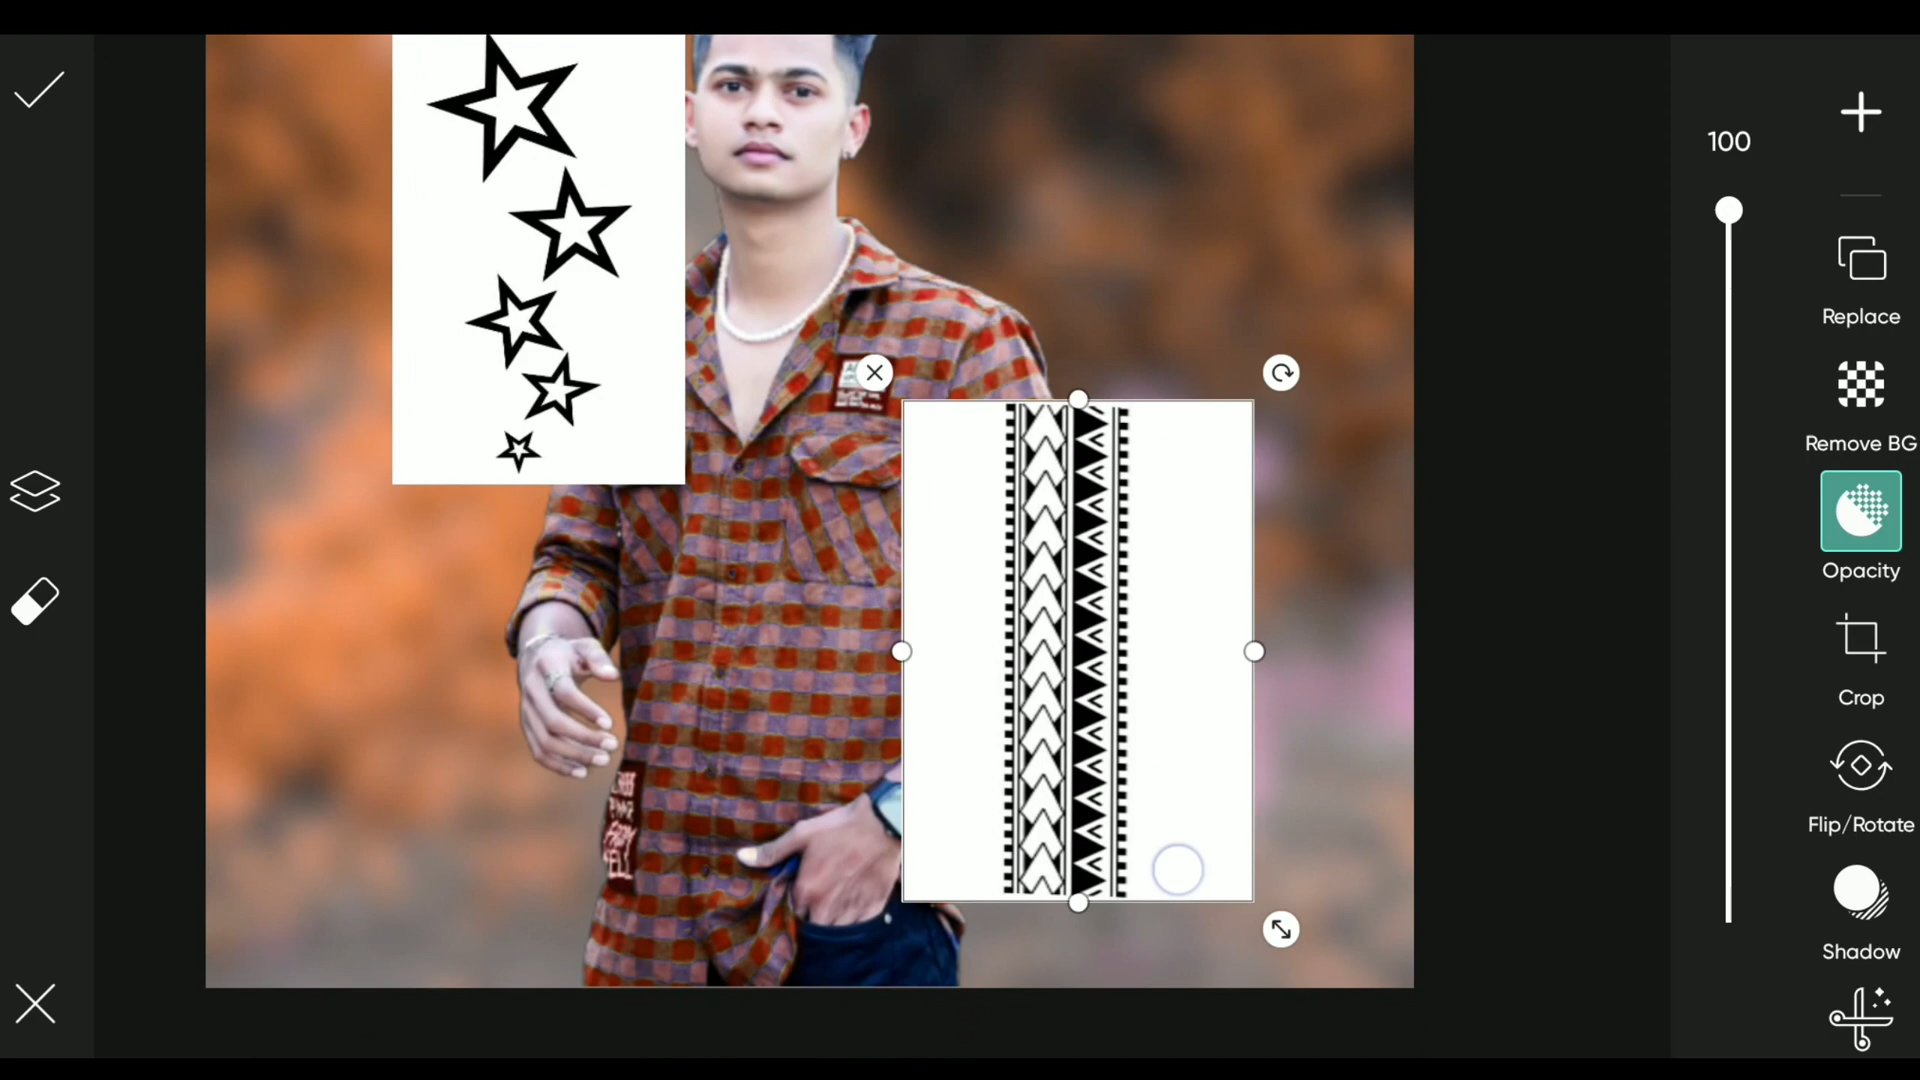 100
Replace
Remove BG
Opacity
Crop
Flip/Rotate
Shadow